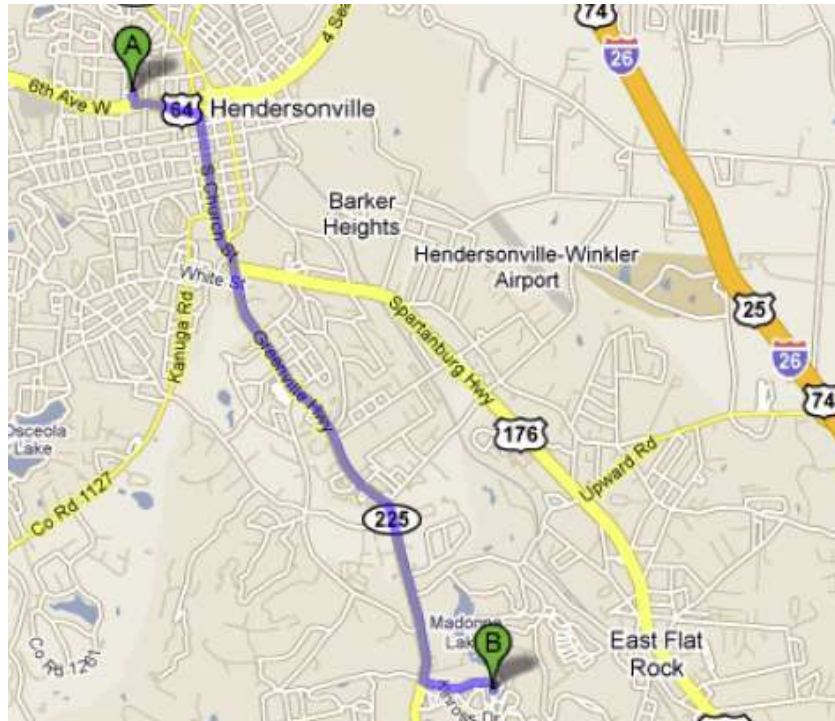 74
A
26
4 Sea
6th Ave W
64
Hendersonville
S Church St
Barker
Heights
Hendersonville-Winkler
Airport
White St
25
Kanuga Rd
Spartanburg Hwy
Greenville Hwy
26
74
176
Osceola
Lake
Upward Rd
Co Rd 1127
225
Madonna
Lake
B
East Flat
Rock
Co Rd 1261
Dr